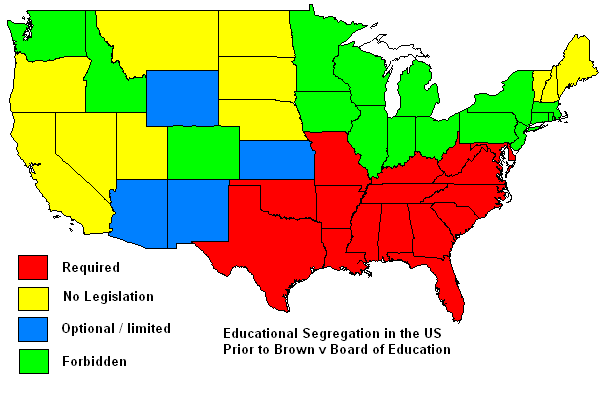 Required
No Legislation
Optional / limited
Forbidden
Educational Segregation in the US
Prior to Brown v Board of Education